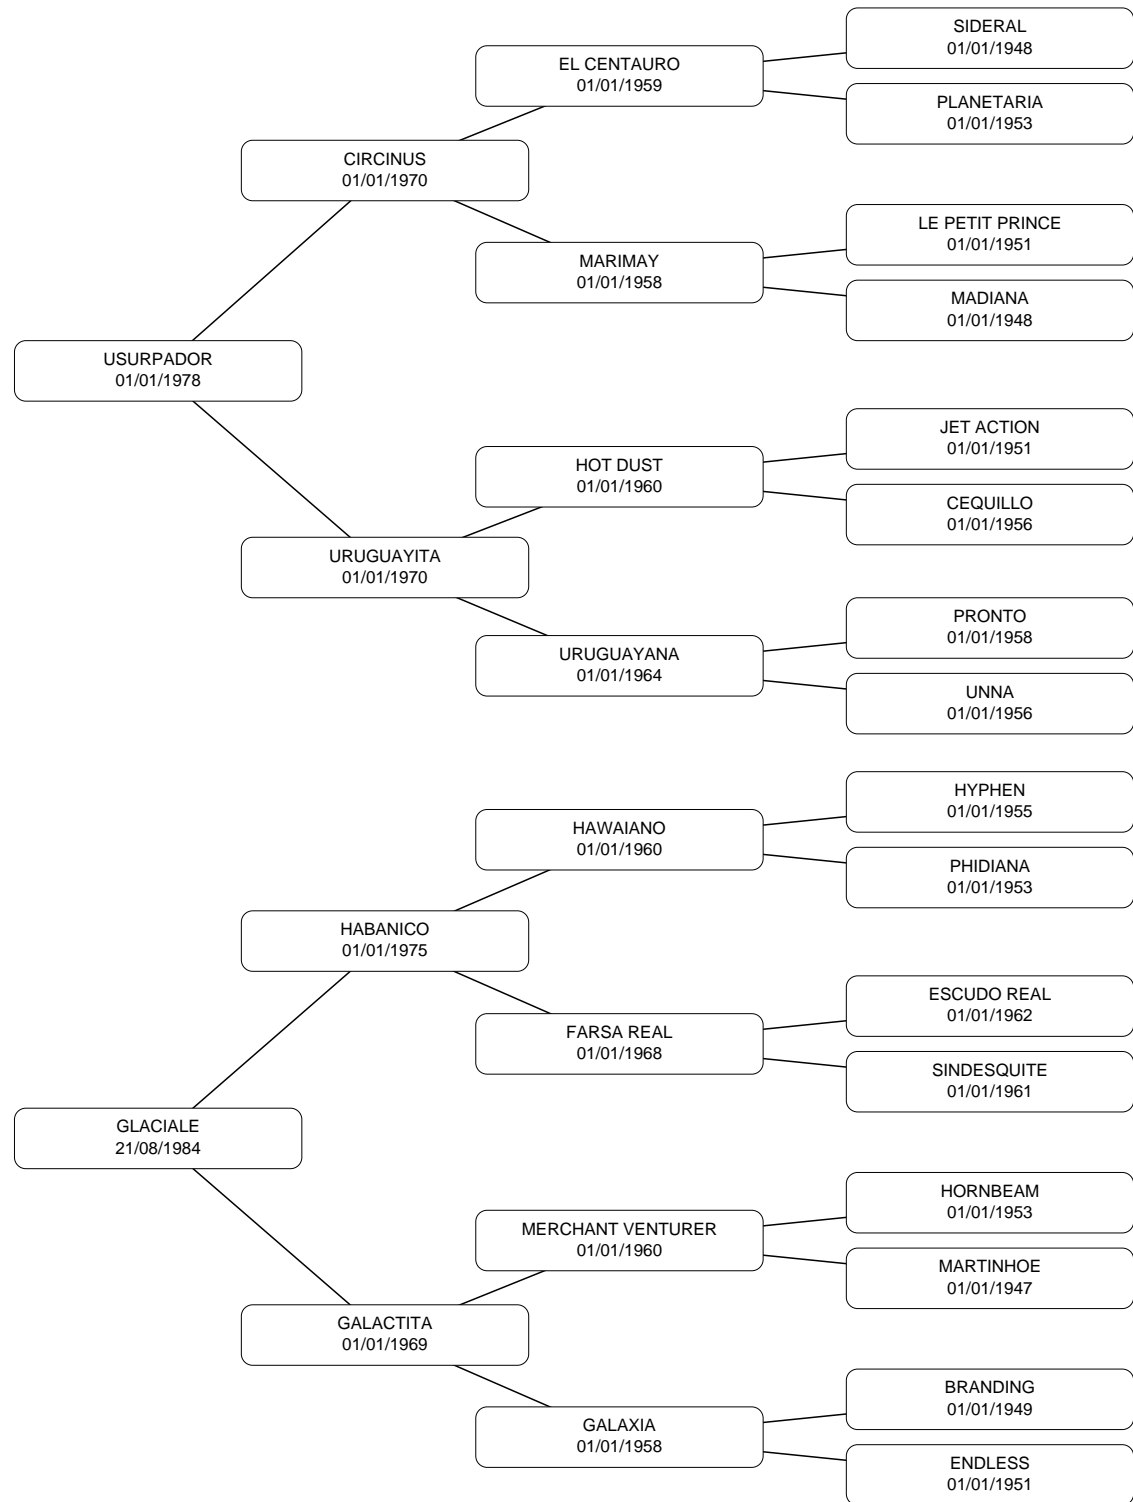 SIDERAL
01/01/1948
EL CENTAURO
01/01/1959
PLANETARIA
01/01/1953
CIRCINUS
01/01/1970
LE PETIT PRINCE
01/01/1951
MARIMAY
01/01/1958
MADIANA
01/01/1948
USURPADOR
01/01/1978
JET ACTION
01/01/1951
HOT DUST
01/01/1960
CEQUILLO
01/01/1956
URUGUAYITA
01/01/1970
PRONTO
01/01/1958
URUGUAYANA
01/01/1964
UNNA
01/01/1956
HYPHEN
01/01/1955
HAWAIANO
01/01/1960
PHIDIANA
01/01/1953
HABANICO
01/01/1975
ESCUDO REAL
01/01/1962
FARSA REAL
01/01/1968
SINDESQUITE
01/01/1961
GLACIALE
21/08/1984
HORNBEAM
01/01/1953
MERCHANT VENTURER
01/01/1960
MARTINHOE
01/01/1947
GALACTITA
01/01/1969
BRANDING
01/01/1949
GALAXIA
01/01/1958
ENDLESS
01/01/1951